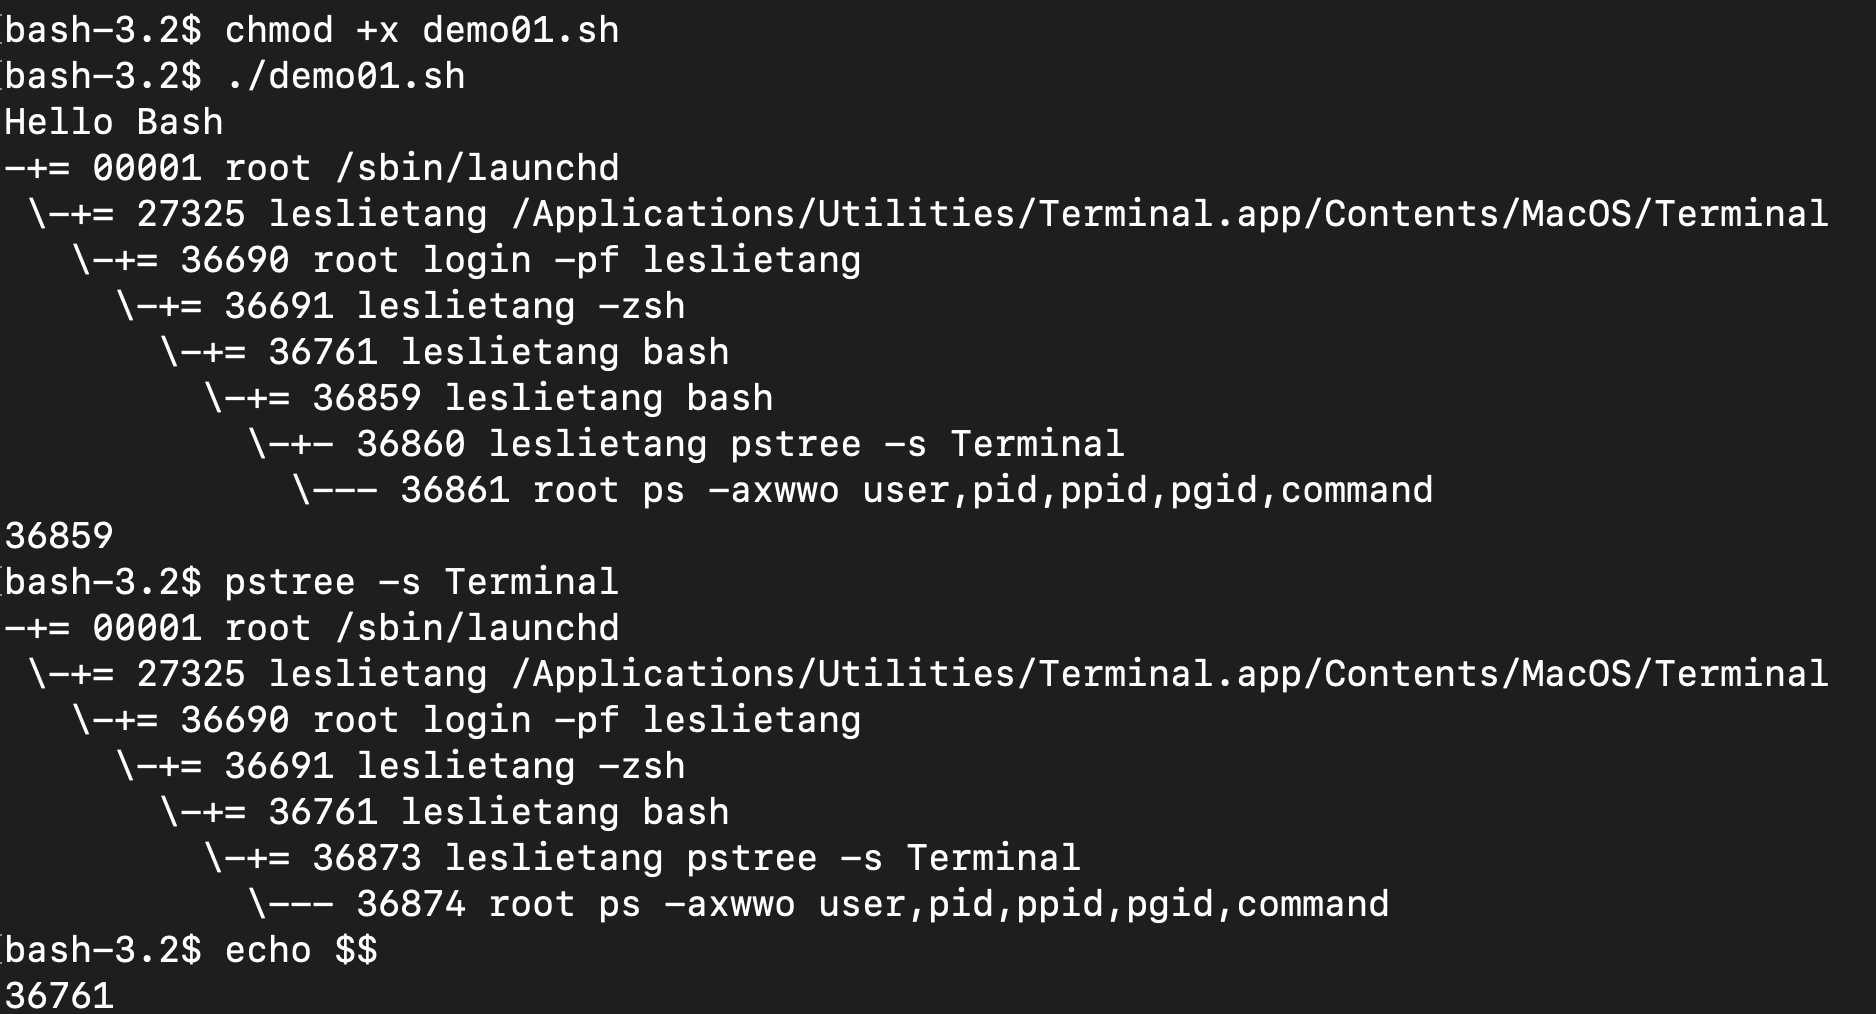 bash-3.2$ chmod +x demo01.sh
bash-3.2$ ./demo01.sh
Hello Bash
-+= 00001 root /sbin/launchd
 \-+= 27325 leslietang /Applications/Utilities/Terminal.app/Contents/MacOS/Terminal
   \-+= 36690 root login -pf leslietang
     \-+= 36691 leslietang -zsh
       \-+= 36761 leslietang bash
         \-+= 36859 leslietang bash
           \-+- 36860 leslietang pstree -s Terminal
             \--- 36861 root ps -axwwo user,pid,ppid,pgid,command
36859
bash-3.2$ pstree -s Terminal
-+= 00001 root /sbin/launchd
 \-+= 27325 leslietang /Applications/Utilities/Terminal.app/Contents/MacOS/Terminal
   \-+= 36690 root login -pf leslietang
     \-+= 36691 leslietang -zsh
       \-+= 36761 leslietang bash
         \-+= 36873 leslietang pstree -s Terminal
           \--- 36874 root ps -axwwo user,pid,ppid,pgid,command
bash-3.2$ echo $$
36761